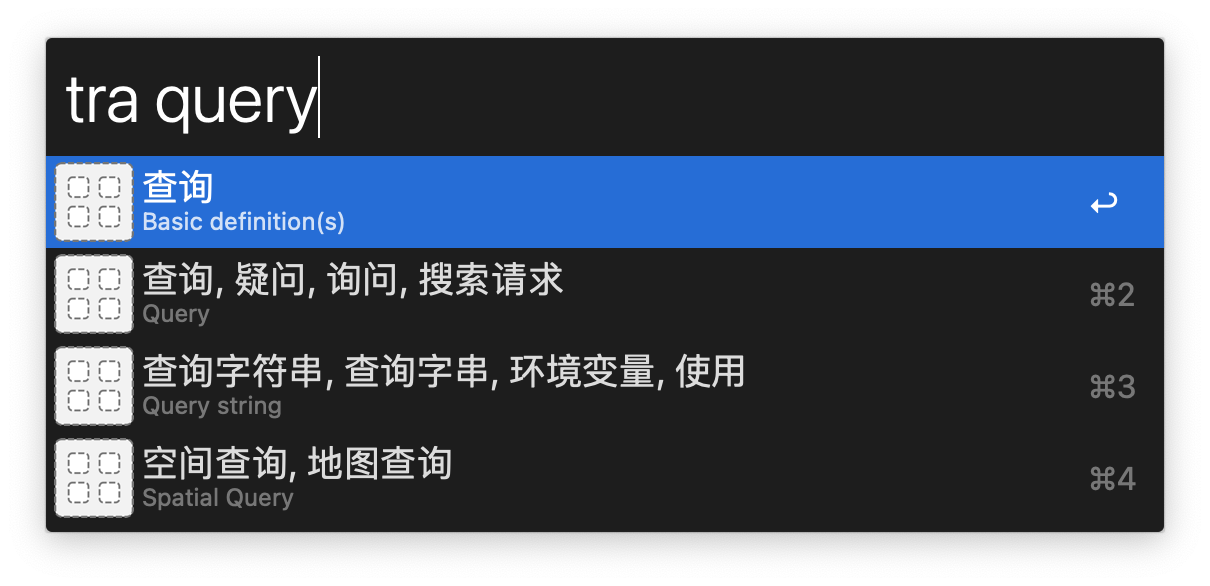 tra query
查询
Basic definition(s)
查询, 疑问, 询问, 搜索请求
Query
⌘2
查询字符串, 查询字串, 环境变量, 使用
Query string
⌘3
空间查询, 地图查询
Spatial Query
⌘4